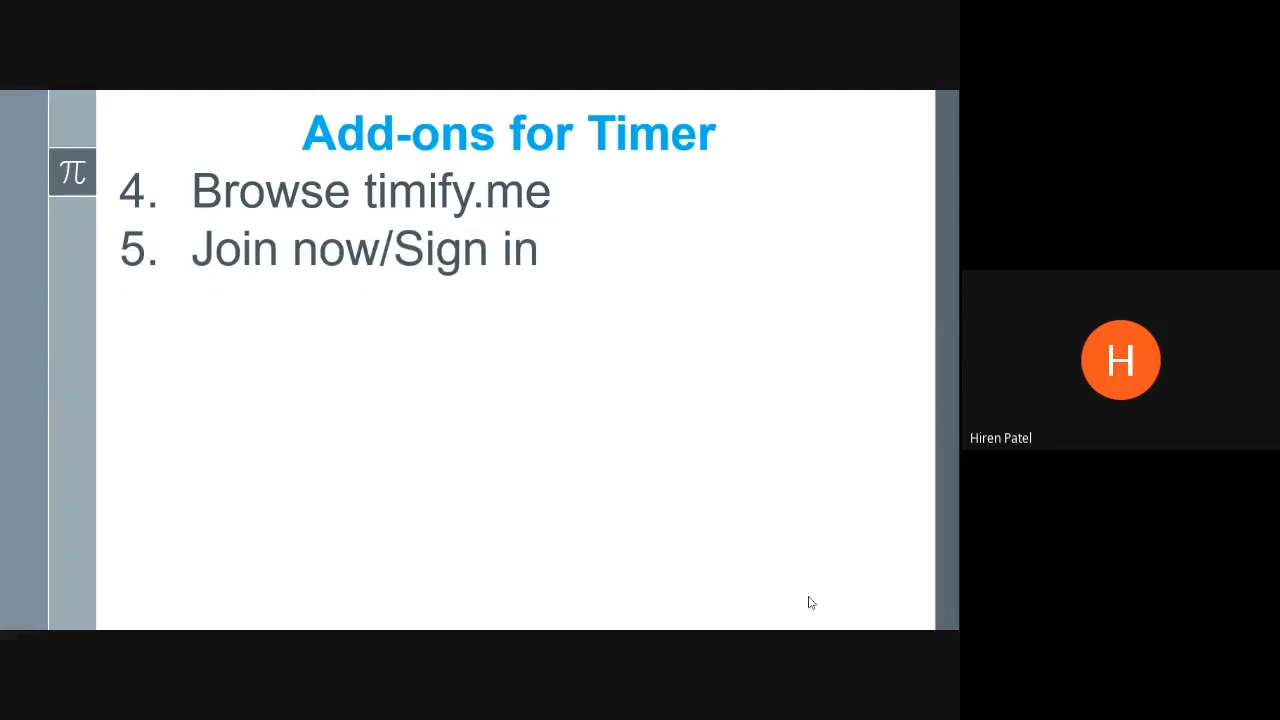 Add-ons for Timer
π
4. Browse timify.me
5. Join now/Sign in
H
Hiren Patel